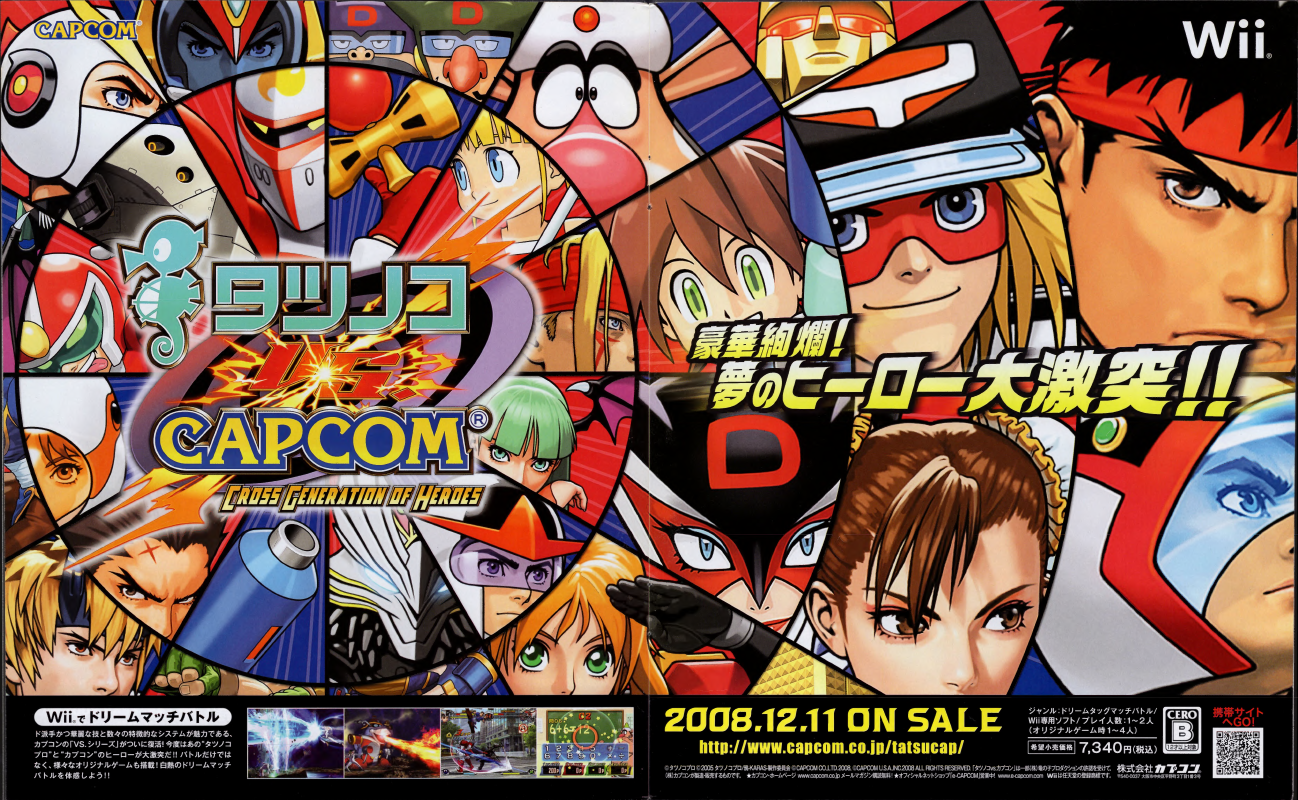 CAPCOM
Wii®
タツノコ
VS.
CAPCOM®
CROSS GENERATION OF HEROES
豪華絢爛!
夢のヒーロー大激突!!
D
D
D
T
Wii®でドリームマッチバトル
ド派手かつ華麗な技と数々の特徴的なシステムが魅力である、
カプコンの「VS.シリーズ」がついに復活!今度はあの"タツノコ
プロ"と"カプコン"のヒーローが大激突だ!!バトルだけでは
なく、様々なオリジナルゲームも搭載!白熱のドリームマッチ
バトルを体感しよう!!
2008.12.11 ON SALE
http://www.capcom.co.jp/tatsucap/
ジャンル:ドリームタッグマッチバトル/
Wii専用ソフト/プレイ人数:1~2人
(オリジナルゲーム時1~4人)
希望小売価格 7,340円(税込)
CERO
B
12才以上対象
携帯サイト
へGO!
株式会社カプコン